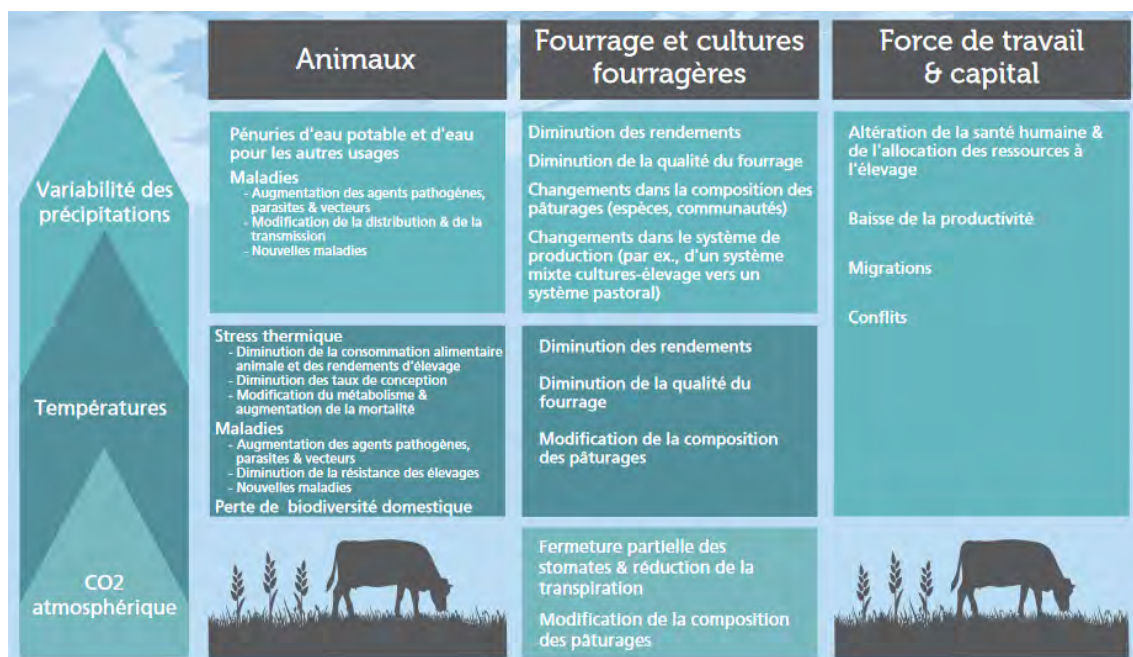 Animaux
Fourrage et cultures
fourragères
Force de travail
& capital
Variabilité des
précipitations
Pénuries d'eau potable et d'eau
pour les autres usages
Maladies
- Augmentation des agents pathogènes,
parasites & vecteurs
- Modification de la distribution & de la
transmission
- Nouvelles maladies
Diminution des rendements
Diminution de la qualité du fourrage
Changements dans la composition des
pâturages (espèces, communautés)
Changements dans le système de
production (par ex., d'un système
mixte cultures-élevage vers un
système pastoral)
Altération de la santé humaine &
de l'allocation des ressources à
l'élevage
Baisse de la productivité
Migrations
Conflits
Températures
Stress thermique
- Diminution de la consommation alimentaire
animale et des rendements d'élevage
- Diminution des taux de conception
- Modification du métabolisme &
augmentation de la mortalité
Maladies
- Augmentation des agents pathogènes,
parasites & vecteurs
- Diminution de la résistance des élevages
- Nouvelles maladies
Perte de biodiversité domestique
Diminution des rendements
Diminution de la qualité du
fourrage
Modification de la composition
des pâturages
CO2
atmosphérique
Fermeture partielle des
stomates & réduction de la
transpiration
Modification de la composition
des pâturages